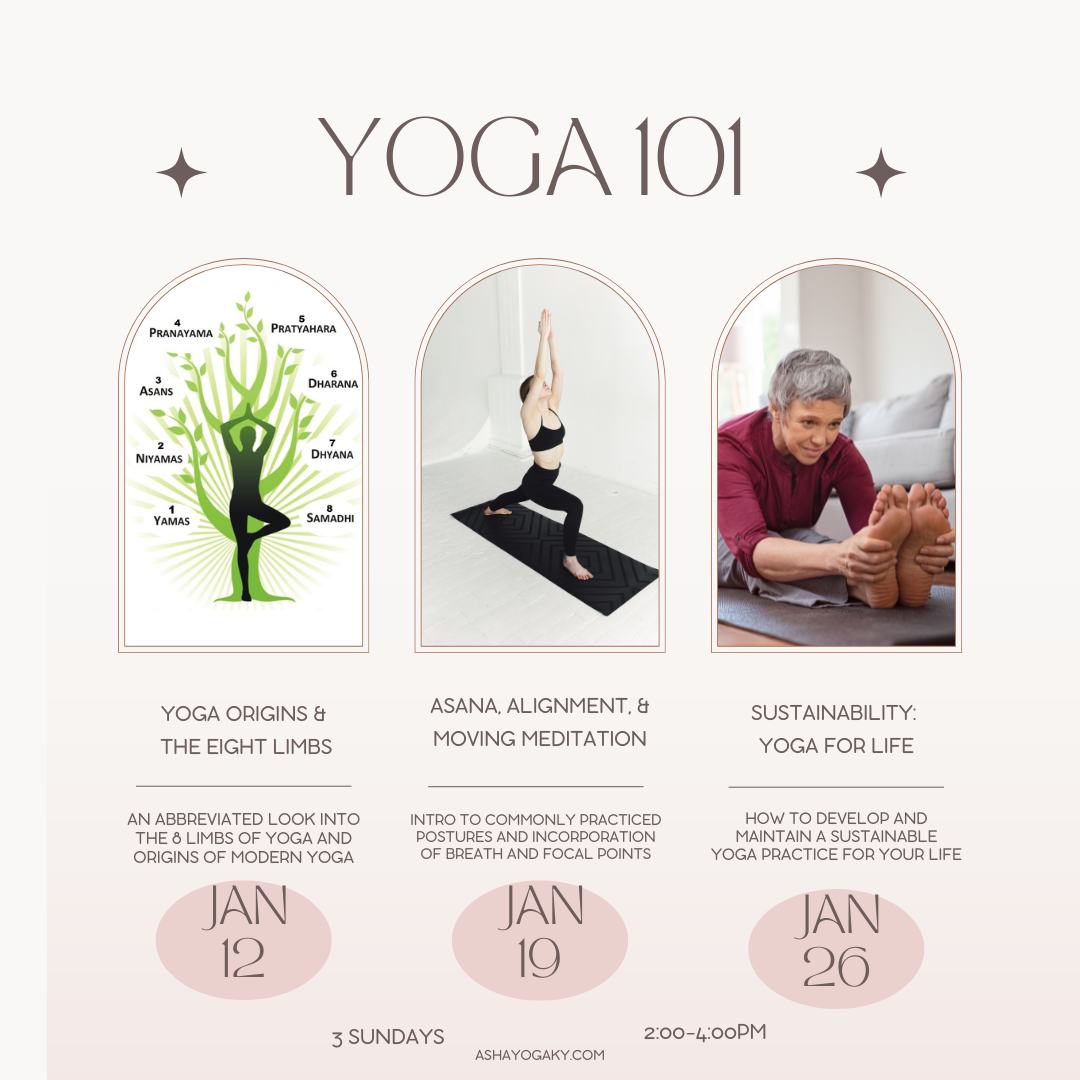 YOGA 101
4
PRANAYAMA
5
PRATYAHARA
3
ASANS
6
DHARANA
2
NIYAMAS
7
DHYANA
1
YAMAS
8
SAMADHI
YOGA ORIGINS &
THE EIGHT LIMBS
AN ABBREVIATED LOOK INTO
THE 8 LIMBS OF YOGA AND
ORIGINS OF MODERN YOGA
JAN
12
ASANA, ALIGNMENT, &
MOVING MEDITATION
INTRO TO COMMONLY PRACTICED
POSTURES AND INCORPORATION
OF BREATH AND FOCAL POINTS
JAN
19
SUSTAINABILITY:
YOGA FOR LIFE
HOW TO DEVELOP AND
MAINTAIN A SUSTAINABLE
YOGA PRACTICE FOR YOUR LIFE
JAN
26
3 SUNDAYS
2:00-4:00PM
ASHAYOGAKY.COM